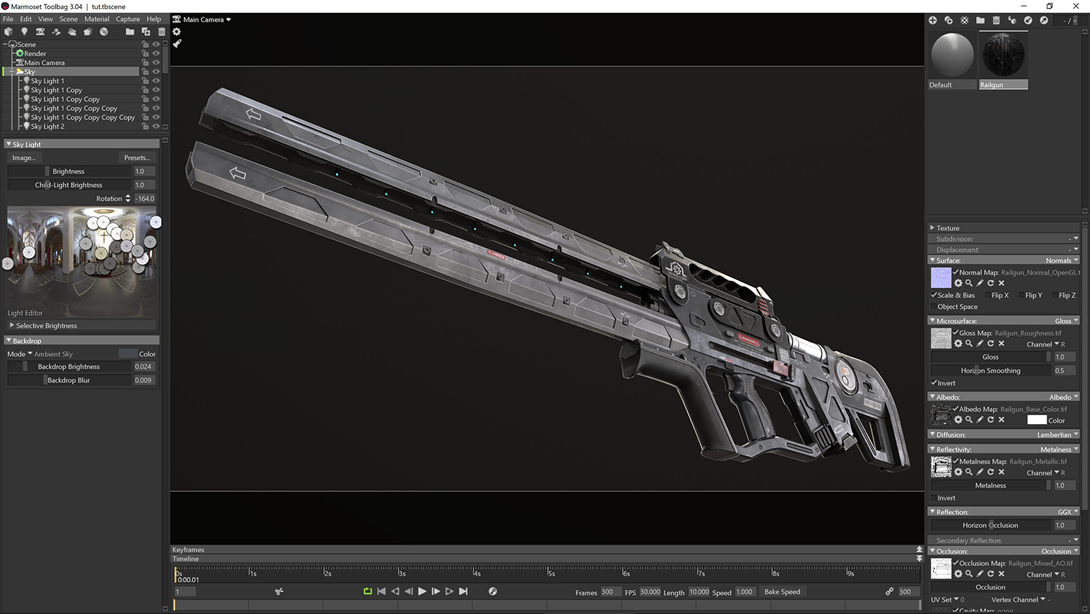 Marmoset Toolbag 3.04 | tut.tbscene
File Edit View Scene Material Capture Help
Main Camera
- / 8
Scene
Render
Main Camera
Sky
Sky Light 1
Sky Light 1 Copy
Sky Light 1 Copy Copy
Sky Light 1 Copy Copy Copy
Sky Light 1 Copy Copy Copy Copy
Sky Light 2
Sky Light
Image... Presets...
Brightness 1.0
Child-Light Brightness 1.0
Rotation -164.0
Light Editor
Selective Brightness
Backdrop
Mode Ambient Sky Color
Backdrop Brightness 0.024
Backdrop Blur 0.009
Default Railgun
Texture
Subdivision:
Displacement:
Surface: Normals
Normal Map: Railgun_Normal_OpenGL.t
Scale & Bias Flip X Flip Y Flip Z
Object Space
Microsurface: Gloss
Gloss Map: Railgun_Roughness.tif
Channel R
Gloss 1.0
Horizon Smoothing 0.5
Invert
Albedo: Albedo
Albedo Map: Railgun_Base_Color.tif
Color
Diffusion: Lambertian
Reflectivity: Metalness
Metalness Map: Railgun_Metallic.tif
Channel R
Metalness 1.0
Invert
Reflection: GGX
Horizon Occlusion 1.0
Secondary Reflection:
Occlusion: Occlusion
Occlusion Map: Railgun_Mixed_AO.tif
Channel R
Occlusion 1.0
UV Set 0 Vertex Channel -
Cavity Map:
Keyframes
Timeline
0s 1s 2s 3s 4s 5s 6s 7s 8s 9s
0:00.01
1 Frames 300 FPS 30.000 Length 10.000 Speed 1.000 Bake Speed 300